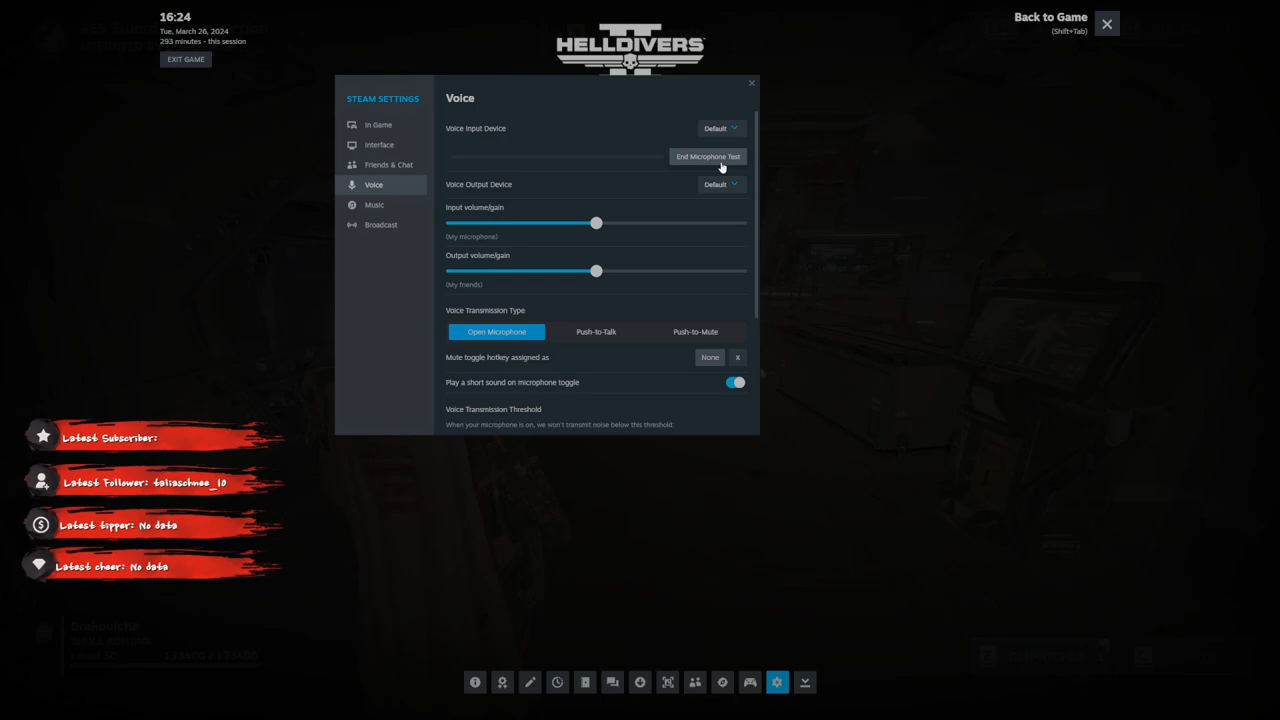 16:24
Tue, March 26, 2024
293 minutes - this session
EXIT GAME
HELLDIVERS
Back to Game
(Shift+Tab)
STEAM SETTINGS
In Game
Interface
Friends & Chat
Voice
Music
Broadcast
Voice
Voice Input Device
Default
End Microphone Test
Voice Output Device
Default
Input volume/gain
(My microphone)
Output volume/gain
(My friends)
Voice Transmission Type
Open Microphone
Push-to-Talk
Push-to-Mute
Mute toggle hotkey assigned as
None
x
Play a short sound on microphone toggle
Voice Transmission Threshold
When your microphone is on, we won't transmit noise below this threshold:
Latest Subscriber:
Latest Follower: taliaschnee_10
Latest tipper: No data
Latest cheer: No data